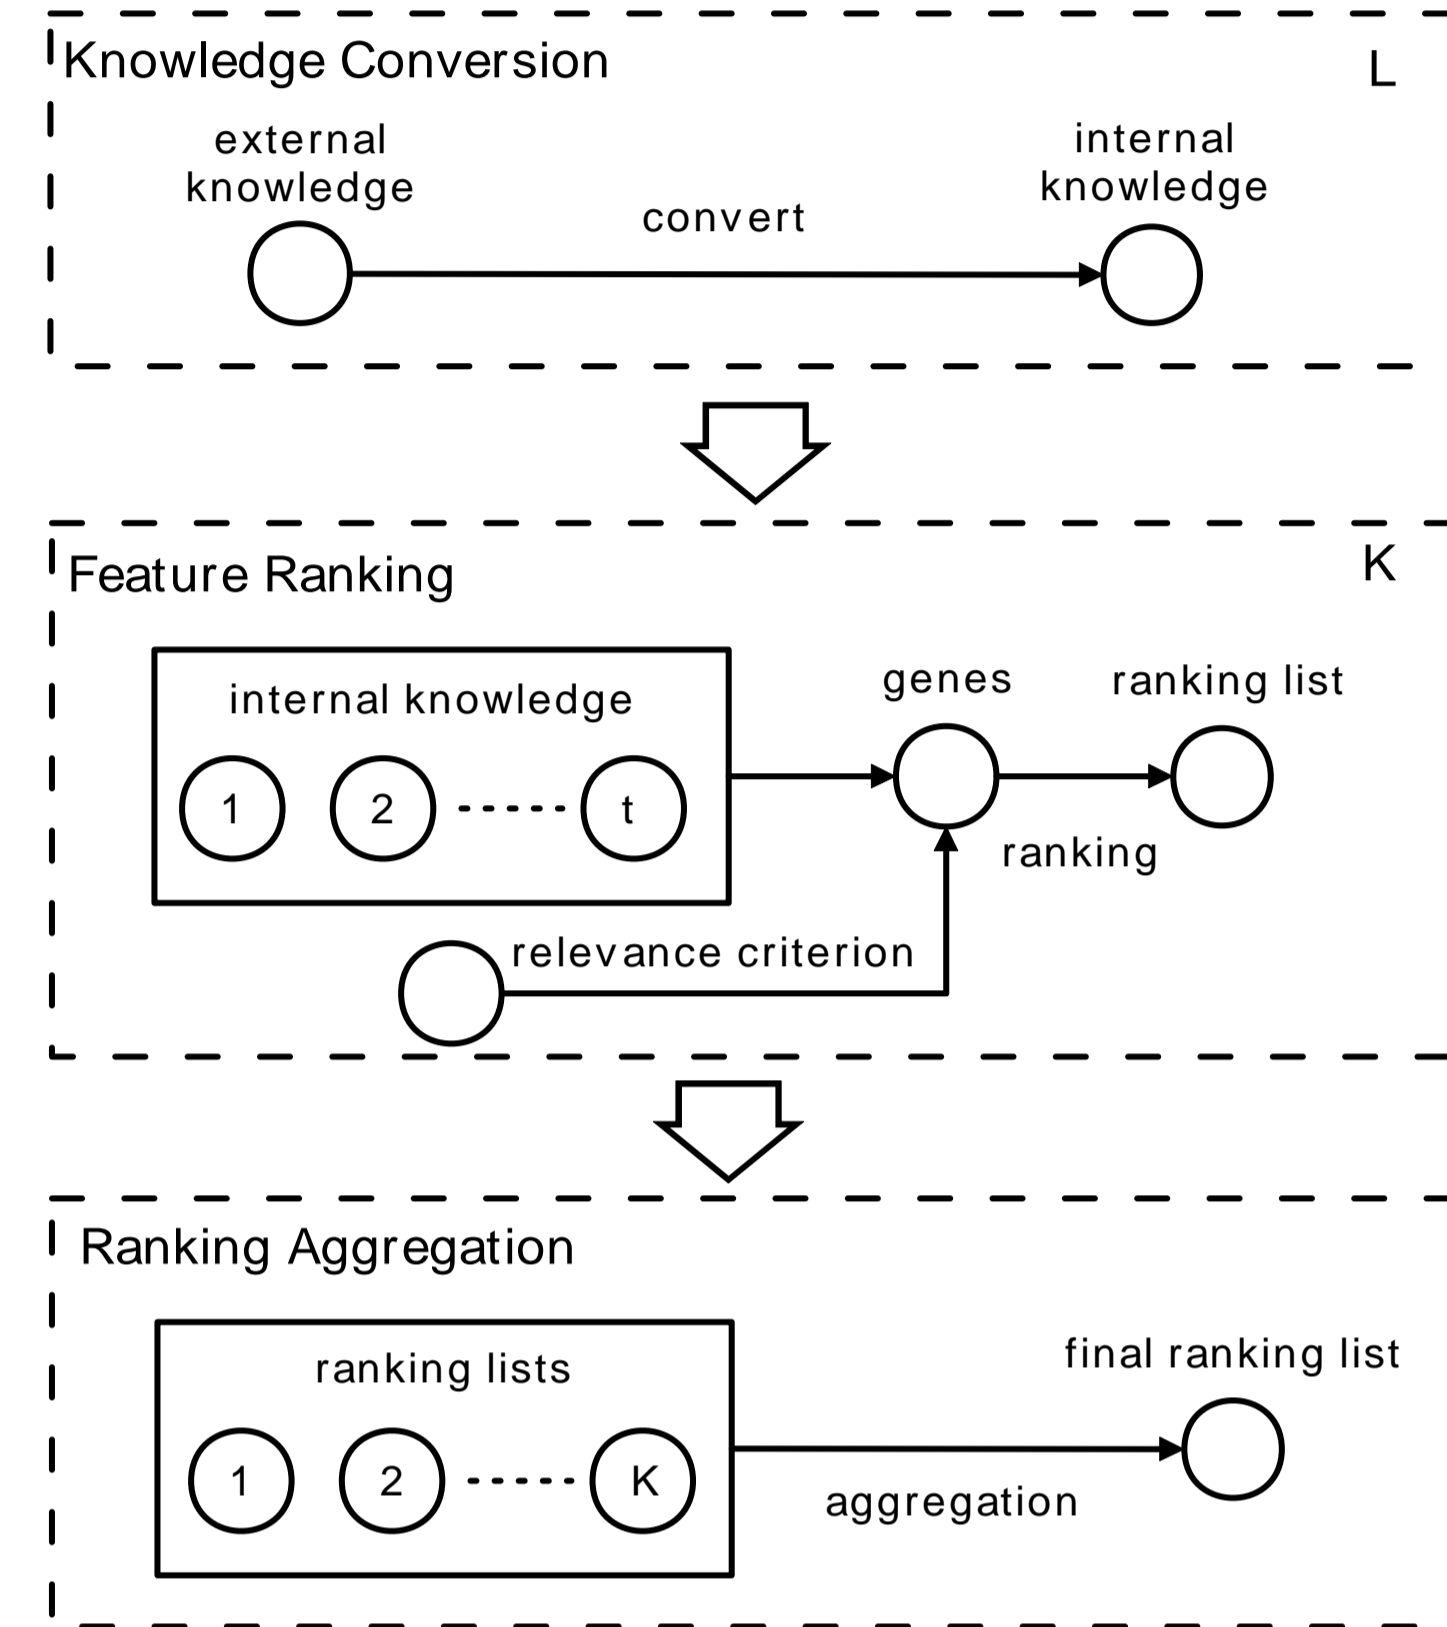 Knowledge Conversion
L
external
knowledge
convert
internal
knowledge
Feature Ranking
K
internal knowledge
1
2
t
genes
ranking list
ranking
relevance criterion
Ranking Aggregation
ranking lists
1
2
K
final ranking list
aggregation